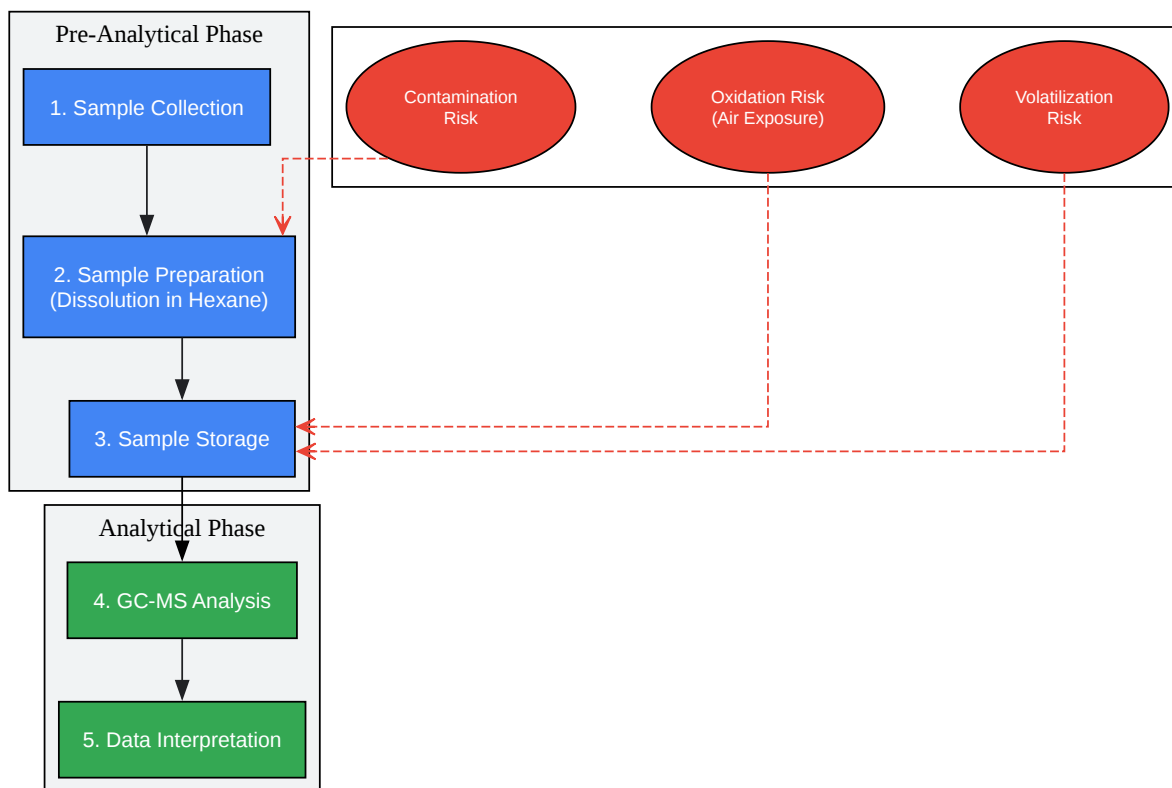 Pre-Analytical Phase
1. Sample Collection
2. Sample Preparation
(Dissolution in Hexane)
3. Sample Storage
Contamination
Risk
Oxidation Risk
(Air Exposure)
Volatilization
Risk
Analytical Phase
4. GC-MS Analysis
5. Data Interpretation